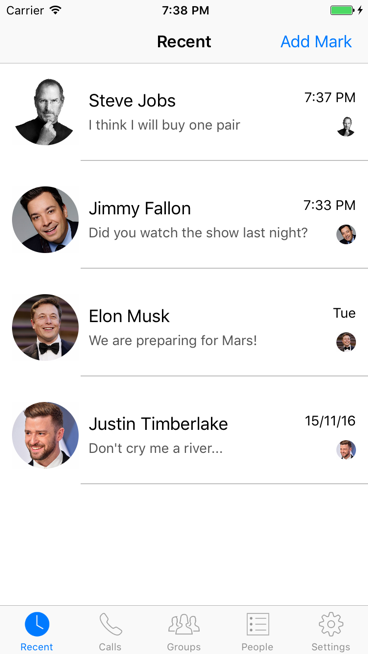 Carrier 7:38 PM
Recent Add Mark
Steve Jobs 7:37 PM
I think I will buy one pair
Jimmy Fallon 7:33 PM
Did you watch the show last night?
Elon Musk Tue
We are preparing for Mars!
Justin Timberlake 15/11/16
Don't cry me a river...
Recent Calls Groups People Settings